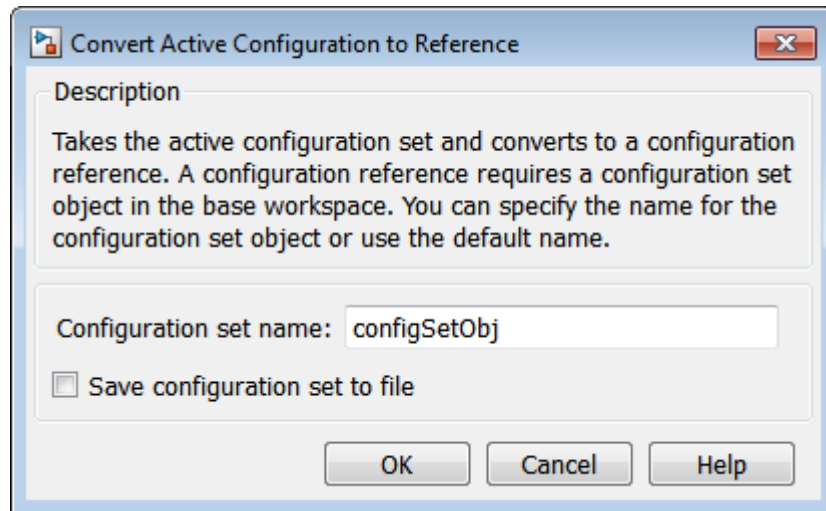 Convert Active Configuration to Reference
Description
Takes the active configuration set and converts to a configuration
reference. A configuration reference requires a configuration set
object in the base workspace. You can specify the name for the
configuration set object or use the default name.
Configuration set name: configSetObj
Save configuration set to file
OK Cancel Help